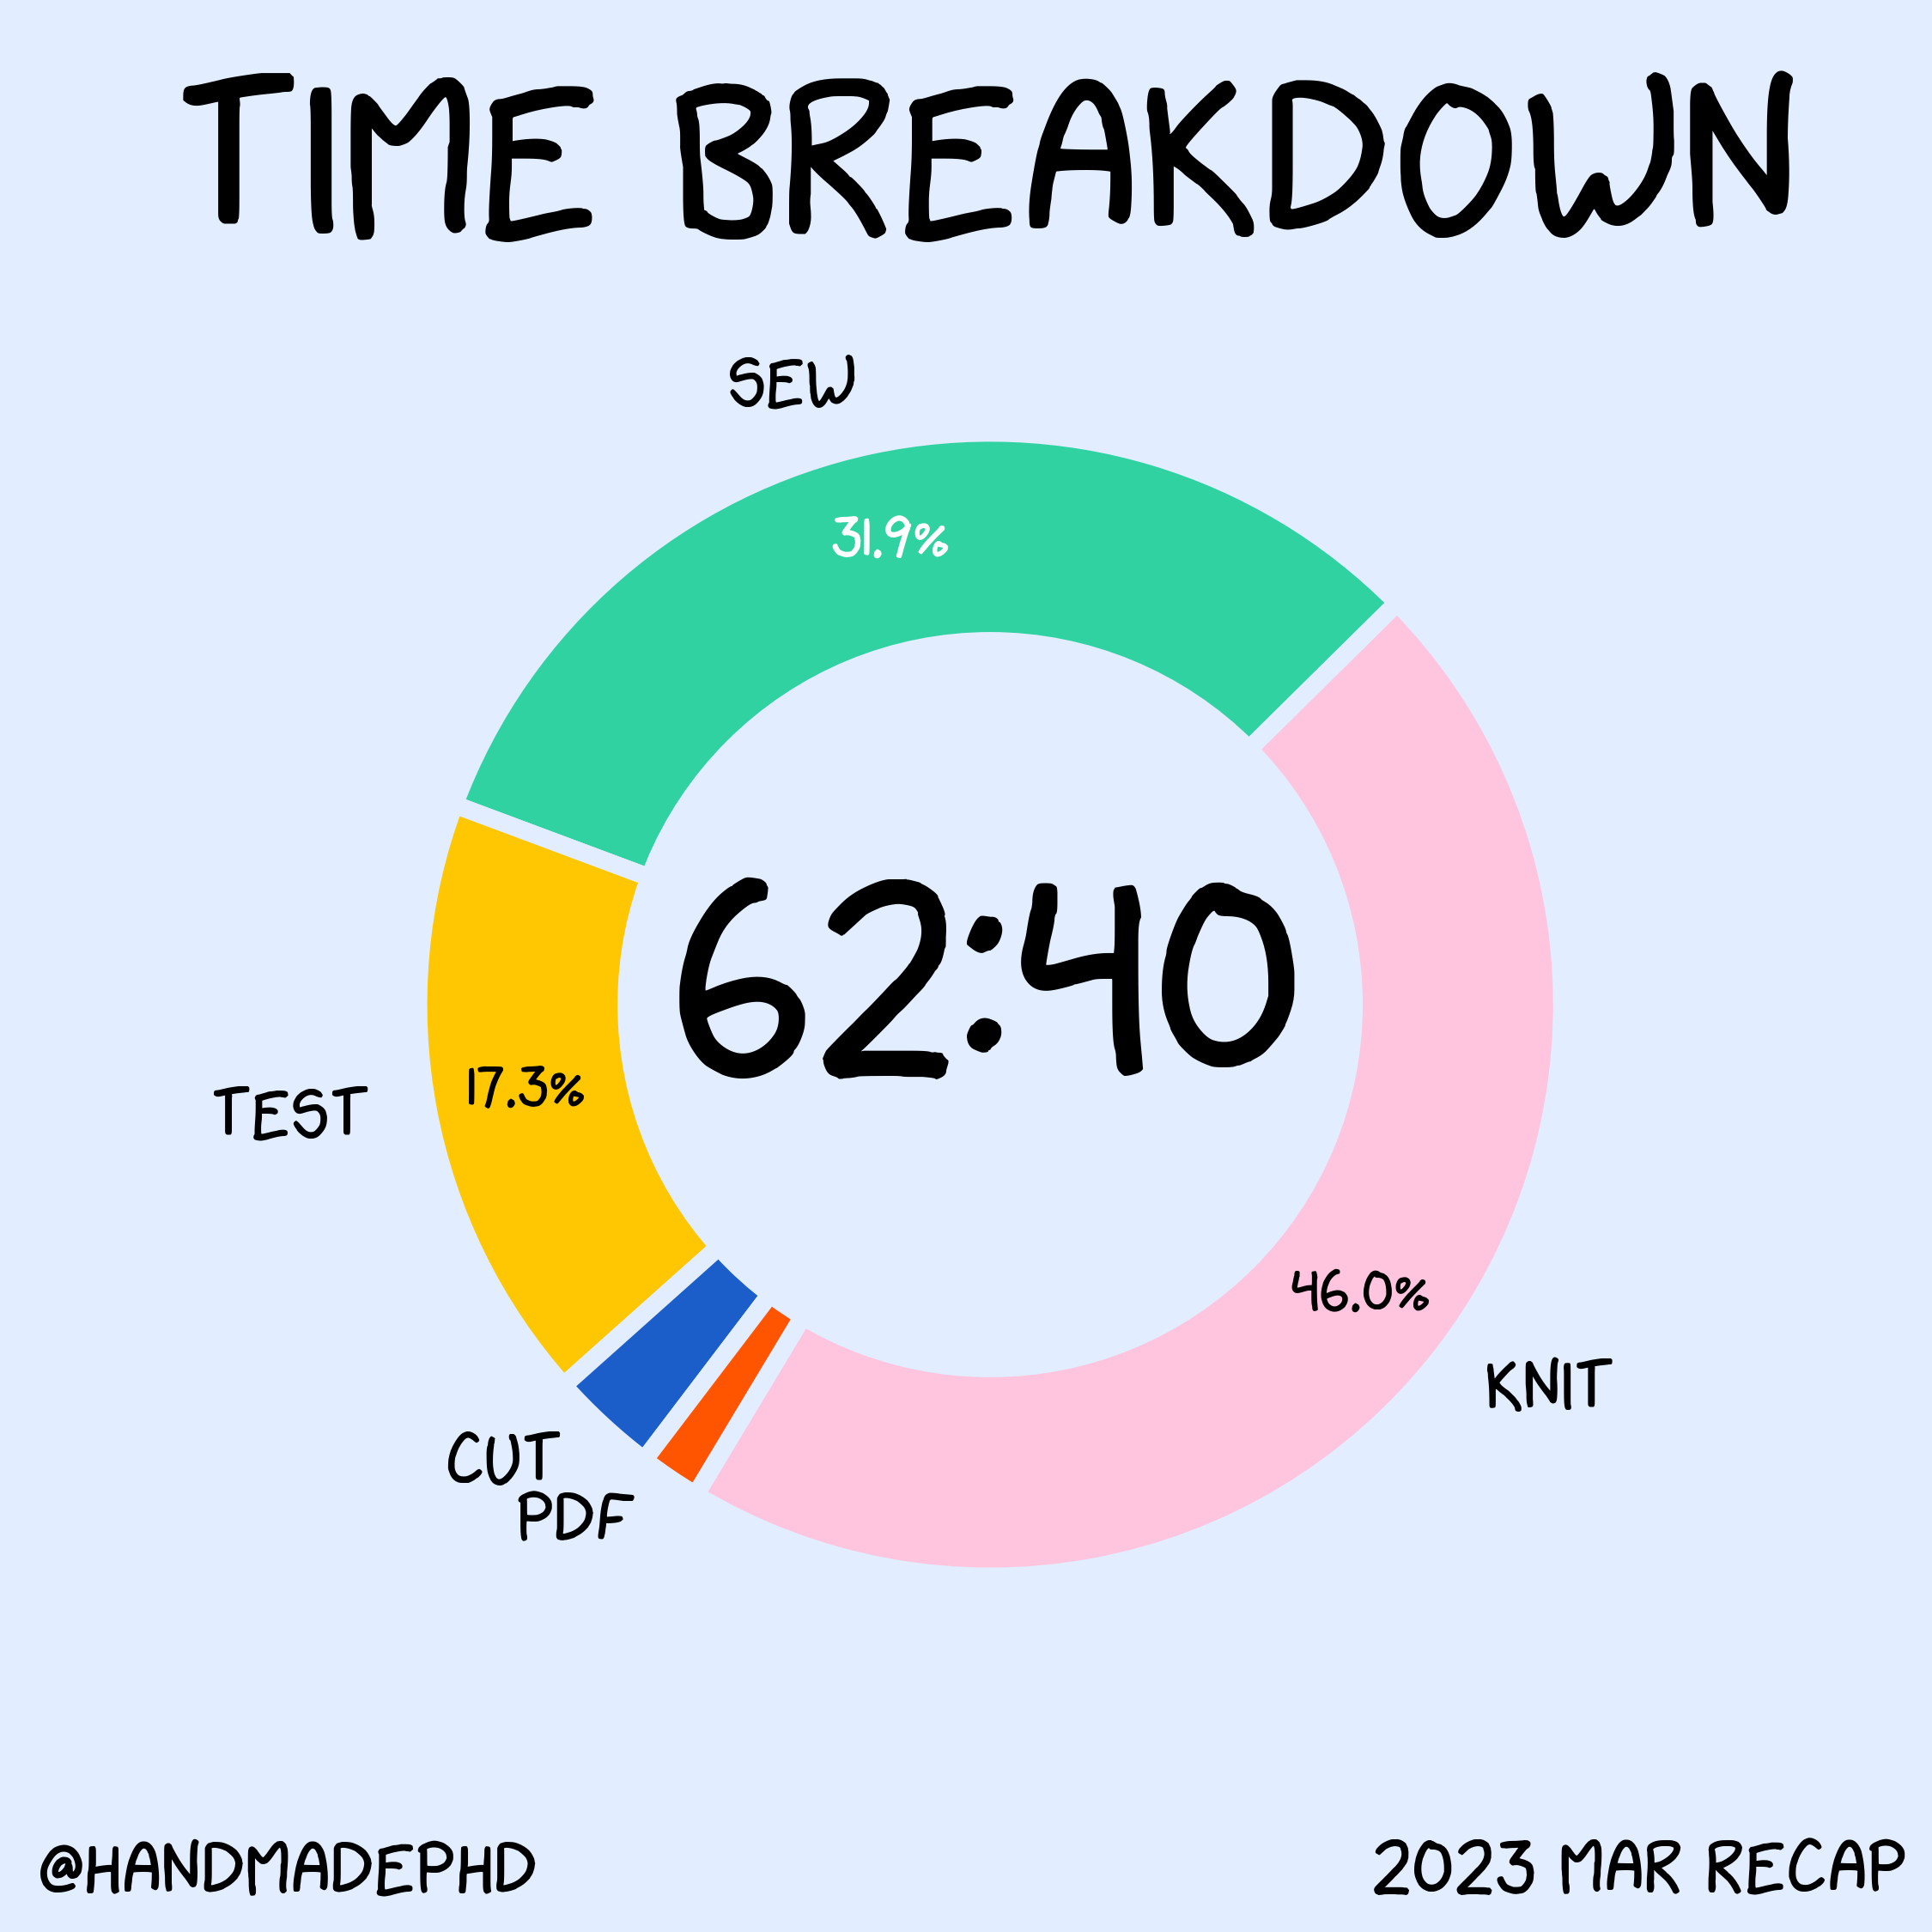 TIME BREAKDOWN
SEW
31.9%
62:40
17.3%
TEST
46.0%
KNIT
CUT
PDF
@HANDMADEPHD
2023 MAR RECAP